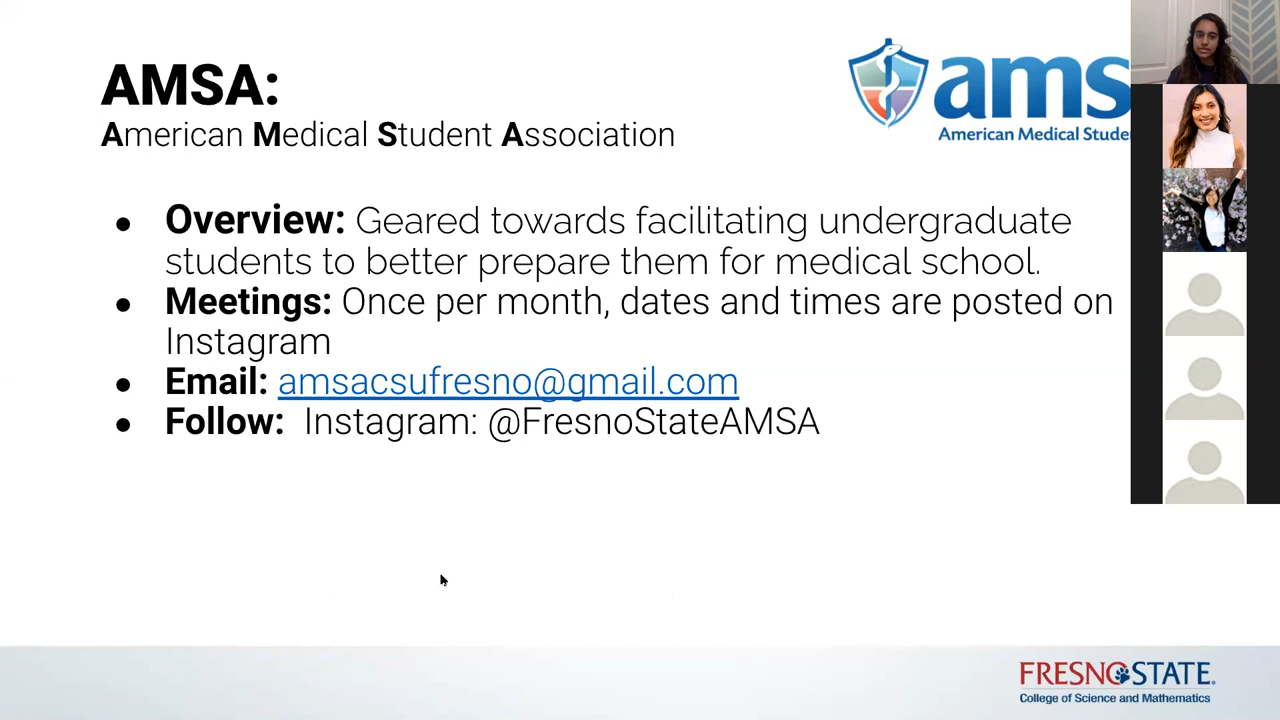 AMSA:
American Medical Student Association
ams
American Medical Stude
● Overview: Geared towards facilitating undergraduate
students to better prepare them for medical school.
● Meetings: Once per month, dates and times are posted on
Instagram
● Email: amsacsufresno@gmail.com
● Follow: Instagram: @FresnoStateAMSA
FRESNO STATE.
College of Science and Mathematics